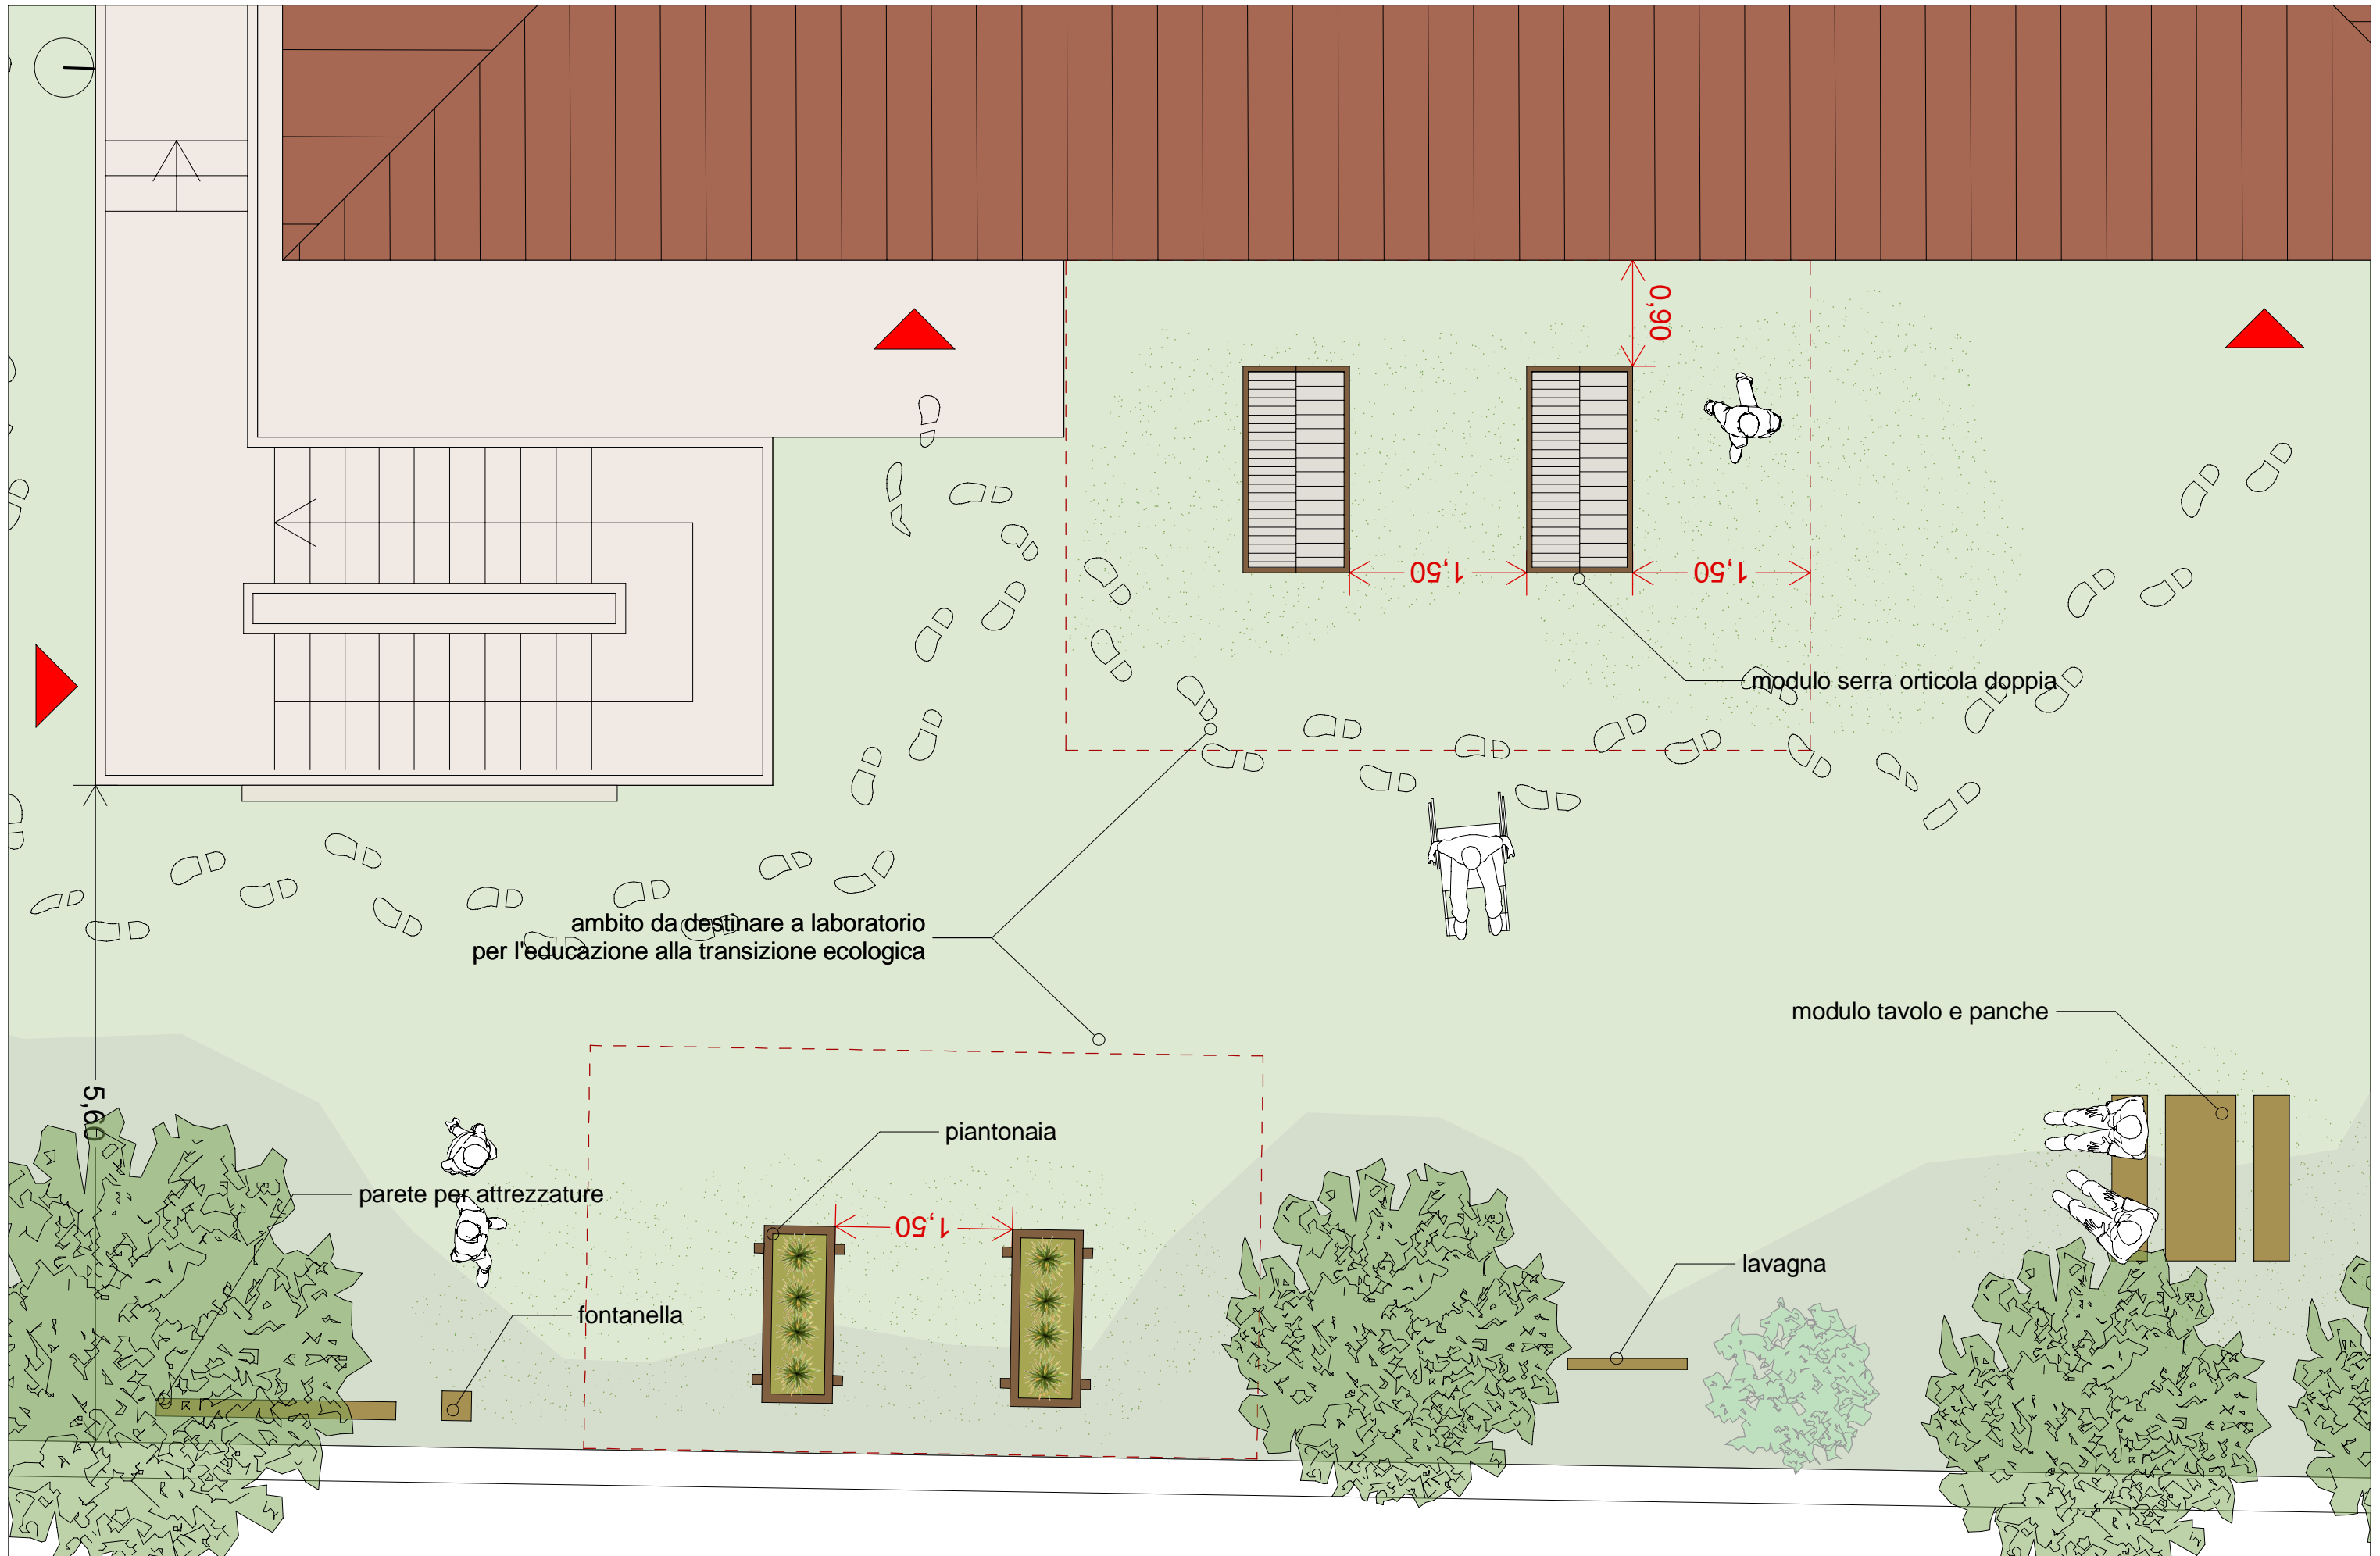 0,90
1,50
1,50
modulo serra orticola doppia
ambito da destinare a laboratorio
per l'educazione alla transizione ecologica
modulo tavolo e panche
5,60
piantonaia
parete per attrezzature
1,50
lavagna
fontanella